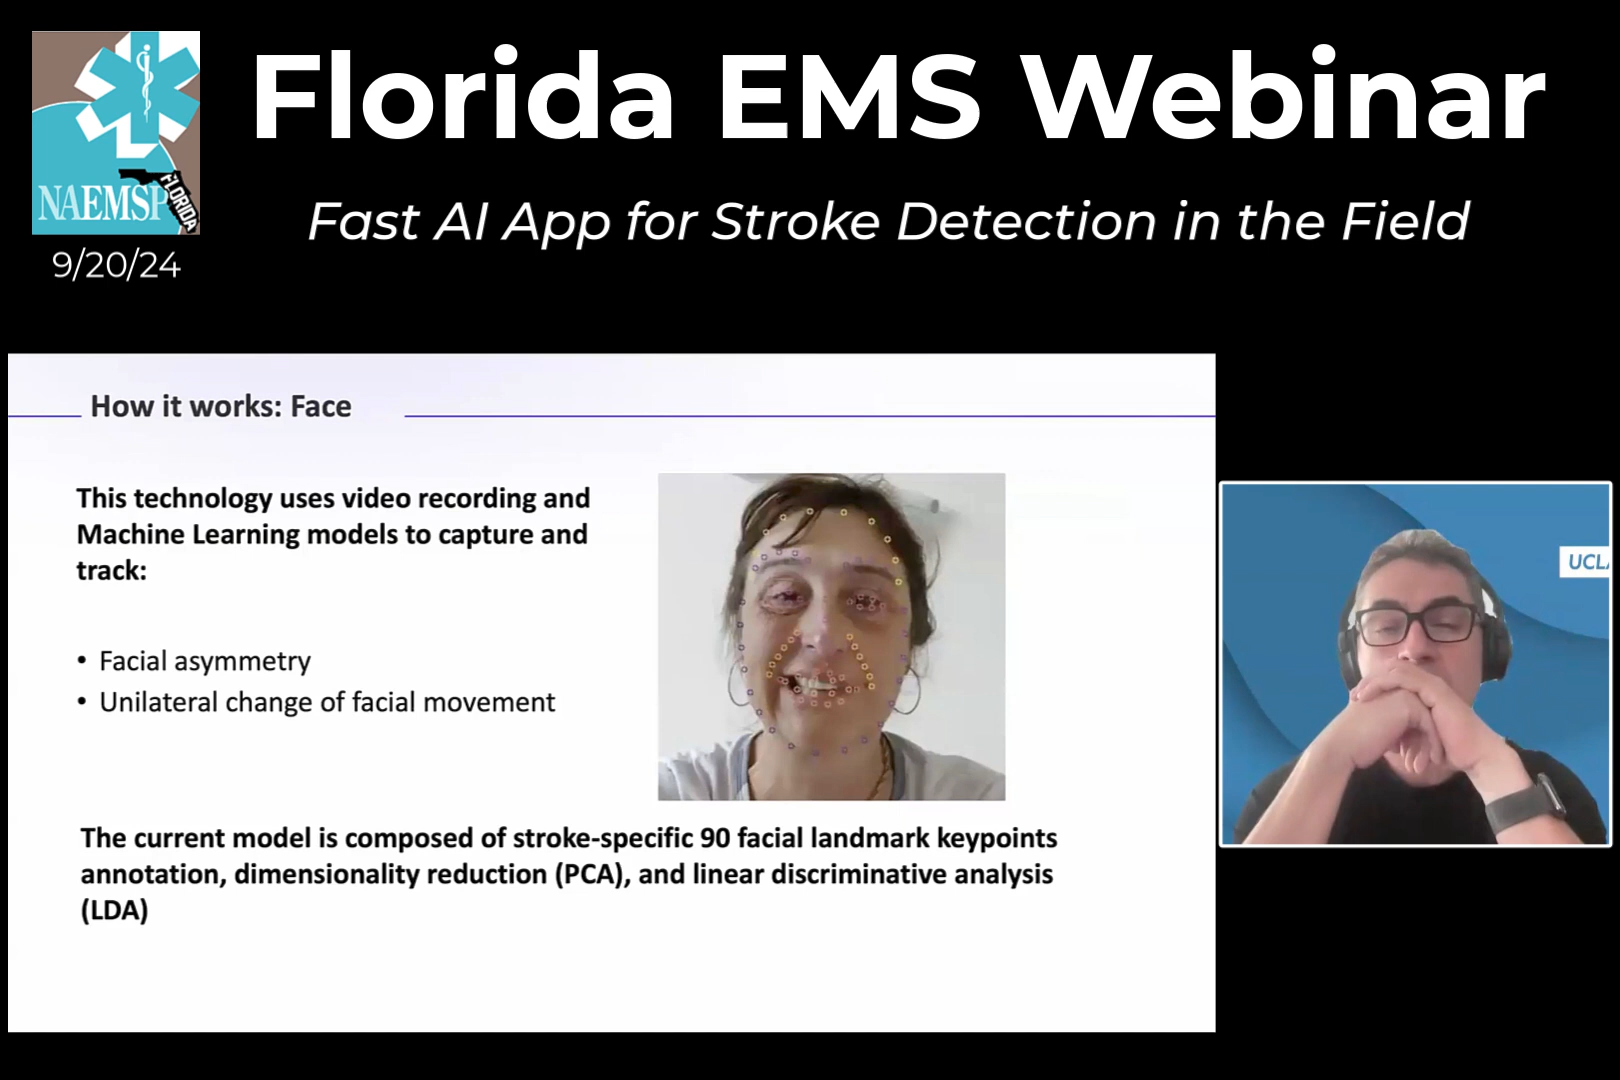 Florida EMS Webinar
NAEMSP
FLORIDA
9/20/24
Fast AI App for Stroke Detection in the Field
How it works: Face
This technology uses video recording and
Machine Learning models to capture and
track:
• Facial asymmetry
• Unilateral change of facial movement
The current model is composed of stroke-specific 90 facial landmark keypoints
annotation, dimensionality reduction (PCA), and linear discriminative analysis
(LDA)
UCLA